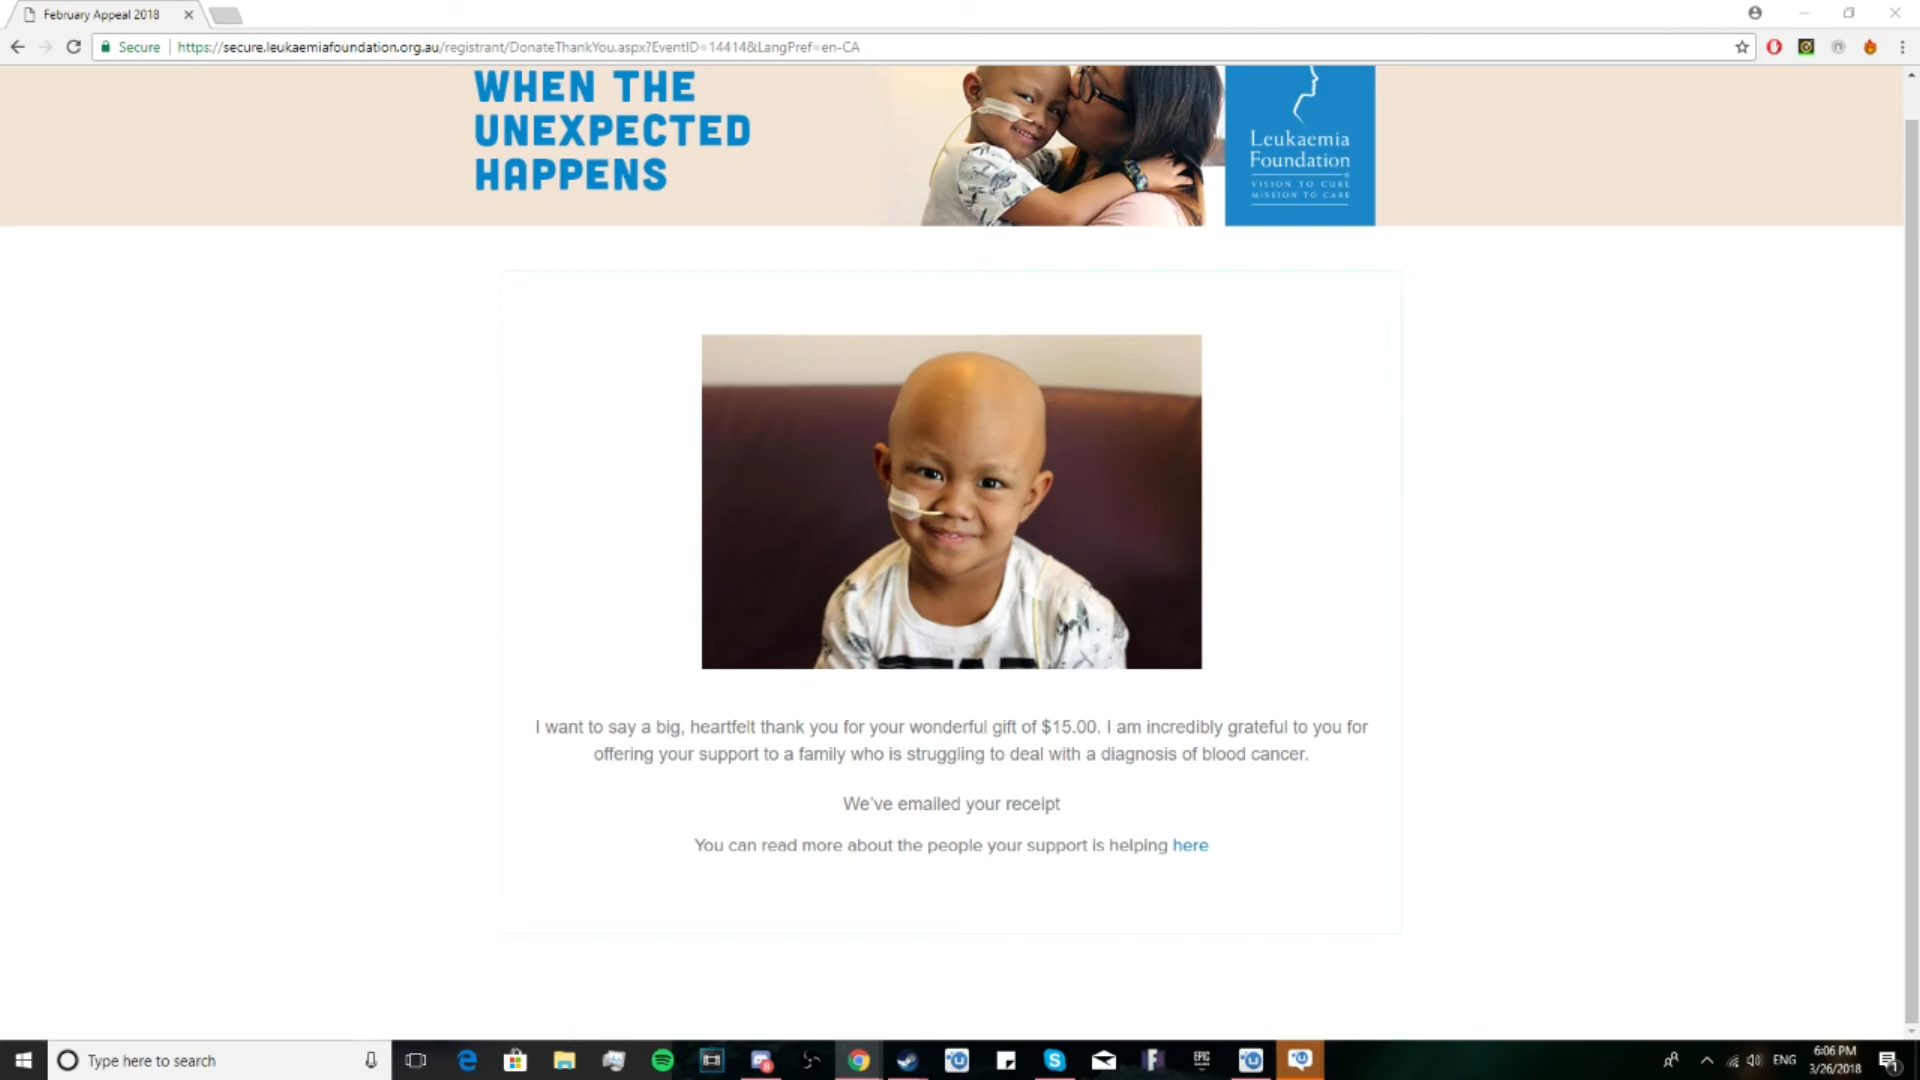 February Appeal 2018
Secure
https://secure.leukaemiafoundation.org.au/registrant/DonateThankYou.aspx?EventID=14414&LangPref=en-CA
WHEN THE
UNEXPECTED
HAPPENS
Leukaemia
Foundation
VISION TO CURE
MISSION TO CARE
I want to say a big, heartfelt thank you for your wonderful gift of $15.00. I am incredibly grateful to you for
offering your support to a family who is struggling to deal with a diagnosis of blood cancer.
We've emailed your receipt
You can read more about the people your support is helping here
Type here to search
8
EPIC
ENG
6:06 PM
3/26/2018
1